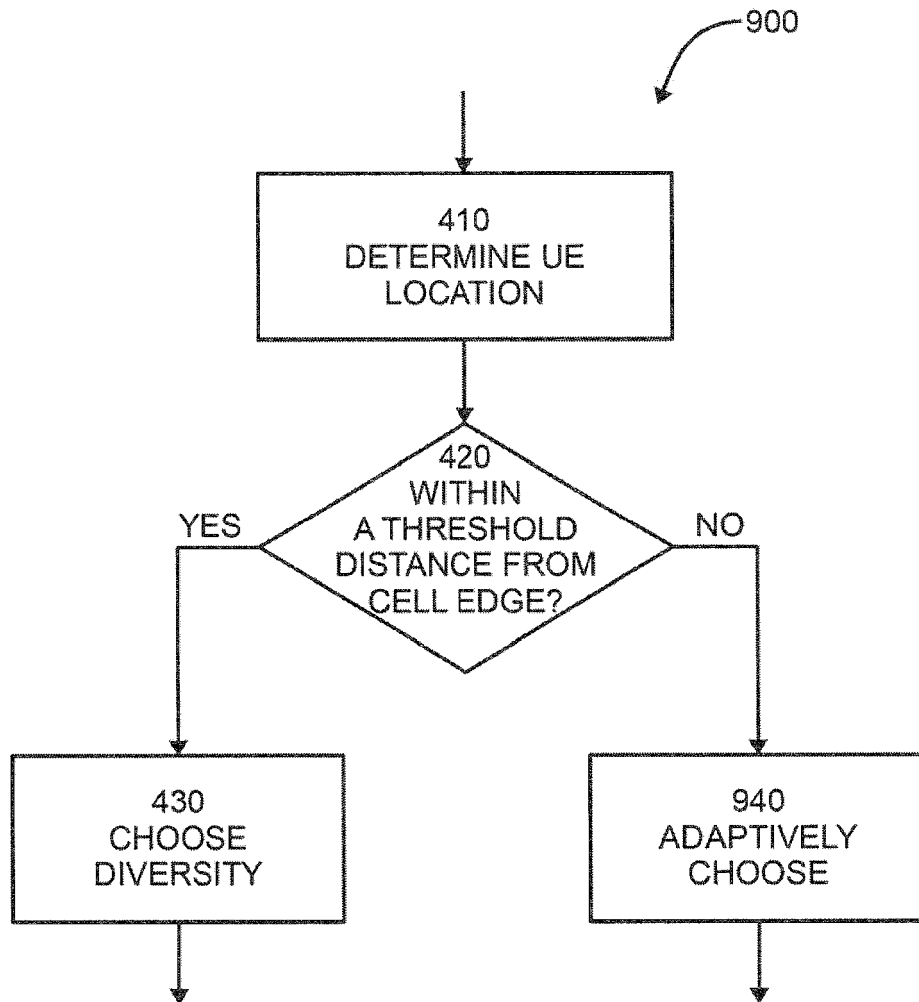 900
410
DETERMINE UE
LOCATION
420
WITHIN
A THRESHOLD
DISTANCE FROM
CELL EDGE?
YES
NO
430
CHOOSE
DIVERSITY
940
ADAPTIVELY
CHOOSE